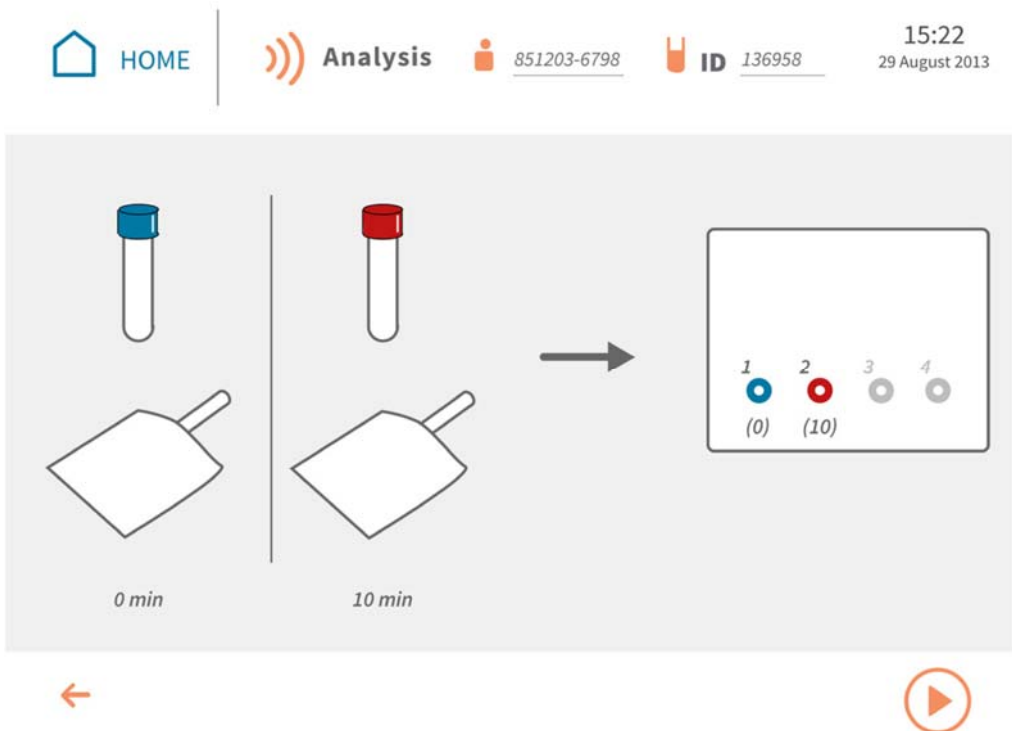 HOME
Analysis
851203-6798
ID 136958
15:22
29 August 2013
1 2 3 4
(0) (10)
0 min
10 min